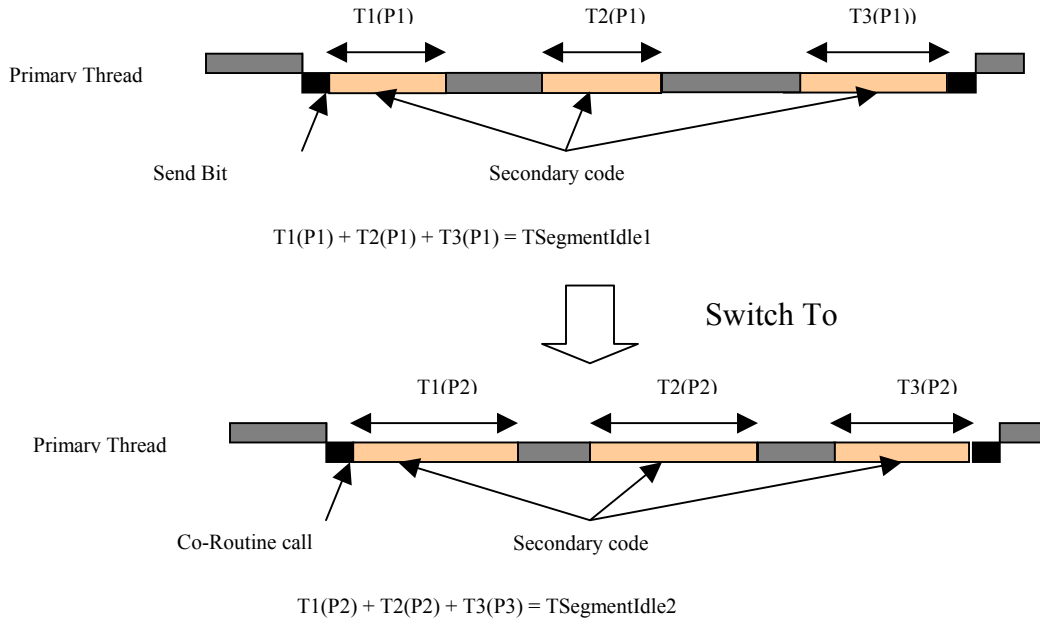 T1(P1) T2(P1) T3(P1))
Primary Thread
Send Bit Secondary code
T1(P1) + T2(P1) + T3(P1) = TSegmentIdle1
Switch To
T1(P2) T2(P2) T3(P2)
Primary Thread
Co-Routine call Secondary code
T1(P2) + T2(P2) + T3(P3) = TSegmentIdle2